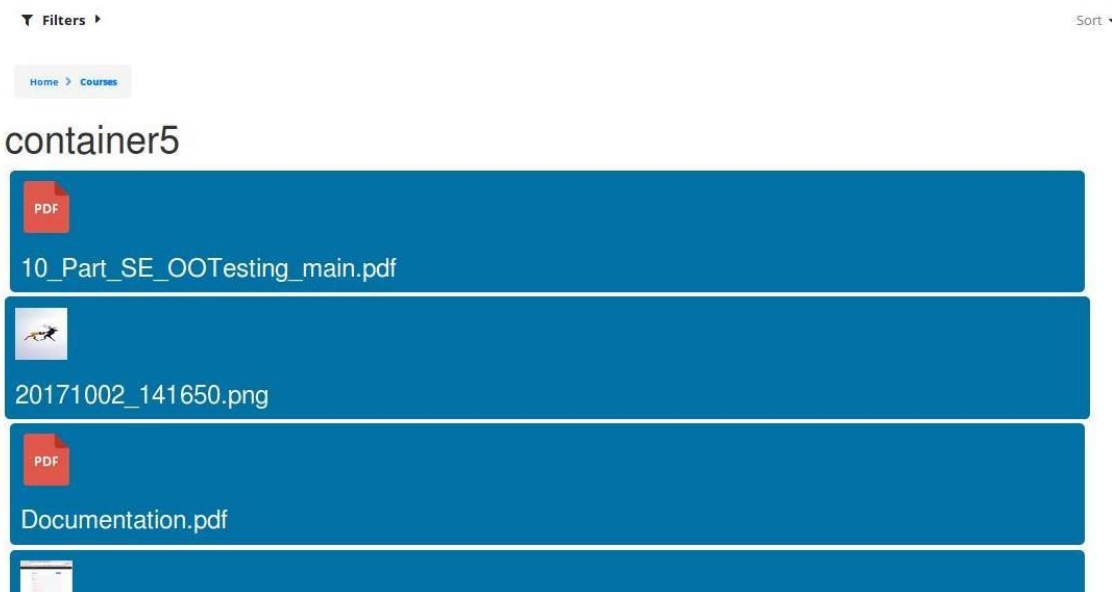 Filters
Sort
Home > Courses
container5
PDF
10_Part_SE_OOTesting_main.pdf
20171002_141650.png
PDF
Documentation.pdf